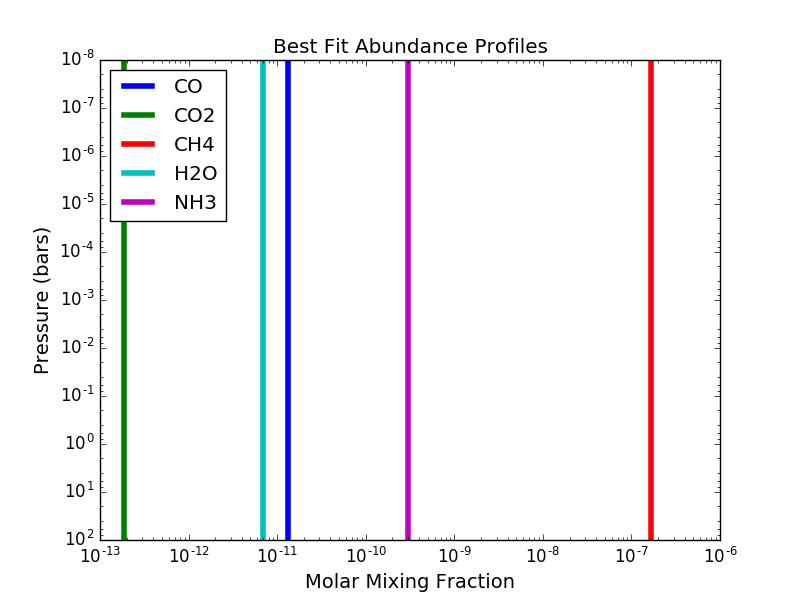 Best Fit Abundance Profiles
10^-8
10^-7
10^-6
10^-5
10^-4
10^-3
10^-2
10^-1
10^0
10^1
10^2
Pressure (bars)
CO
CO2
CH4
H2O
NH3
10^-13 10^-12 10^-11 10^-10 10^-9 10^-8 10^-7 10^-6
Molar Mixing Fraction